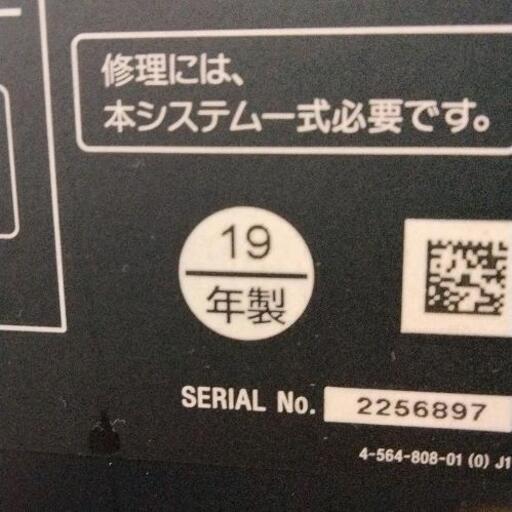 修理には、
本システム一式必要です。
19
年製
SERIAL No. 2256897
4-564-808-01 (0) J1